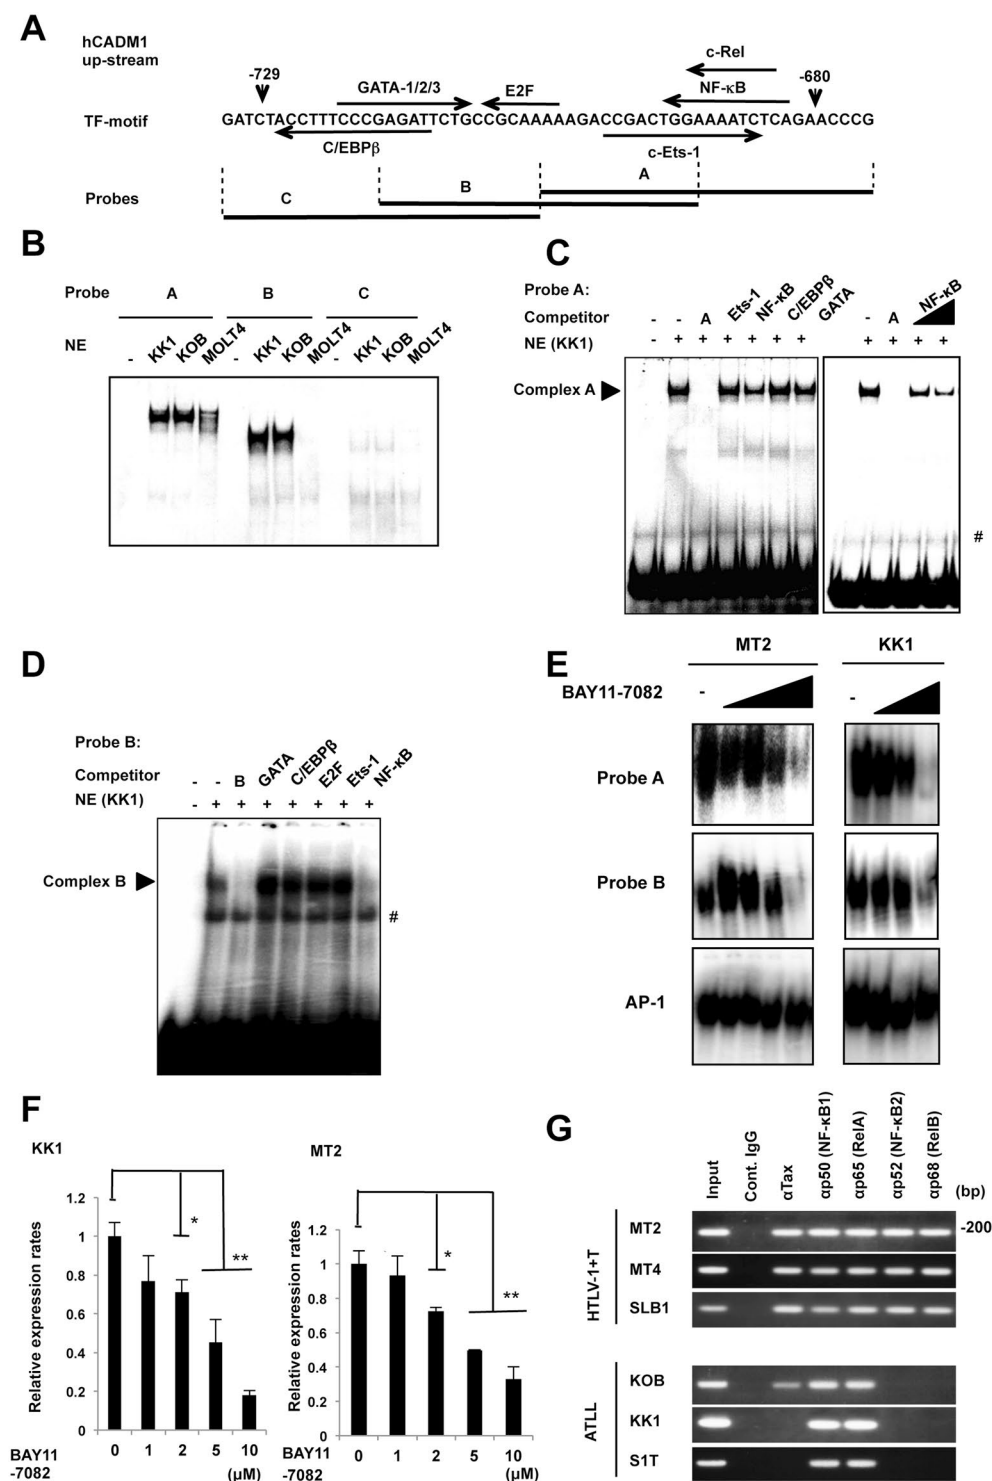 A
hCADM1
up-stream
c-Rel
-729
GATA-1/2/3
E2F
NF-κB
-680
TF-motif
GATCTACCTTTCCCGAGATTCTGCCGCAAAAAGACCGACTGGAAAATCTCAGAACCCG
C/EBPβ
c-Ets-1
Probes
C
B
A
B
Probe
A
B
C
NE
- KK1 KOB MOLT4 - KK1 KOB MOLT4 - KK1 KOB MOLT4
C
Probe A:
Competitor
- - A Ets-1 NF-κB C/EBPβ GATA - A NF-κB
NE (KK1)
- + + + + + + + + + +
Complex A
#
D
Probe B:
Competitor
- - B GATA C/EBPβ E2F Ets-1 NF-κB
NE (KK1)
- + + + + + + +
Complex B
#
E
MT2
KK1
BAY11-7082
-
-
Probe A
Probe B
AP-1
F
KK1
Relative expression rates
1.2
1
0.8
0.6
0.4
0.2
0
*
**
BAY11
-7082
0 1 2 5 10
(μM)
MT2
Relative expression rates
1.2
1
0.8
0.6
0.4
0.2
0
*
**
BAY11
-7082
0 1 2 5 10
(μM)
G
Input
Cont. IgG
αTax
αp50 (NF-κB1)
αp65 (RelA)
αp52 (NF-κB2)
αp68 (RelB)
(bp)
HTLV-1+T
MT2
-200
MT4
SLB1
ATLL
KOB
KK1
S1T